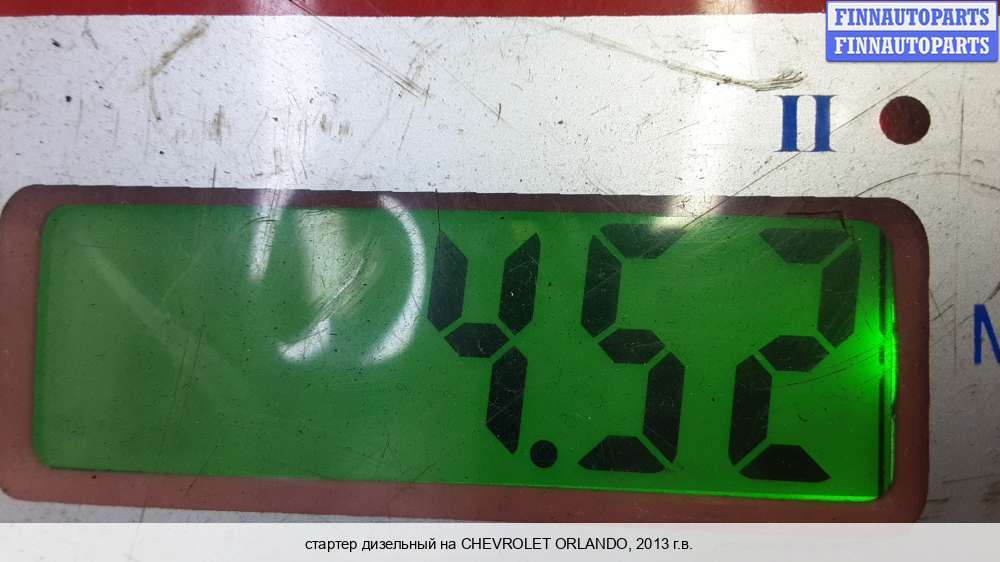 FINNAUTOPARTS
FINNAUTOPARTS
II
4.52
стартер дизельный на CHEVROLET ORLANDO, 2013 г.в.